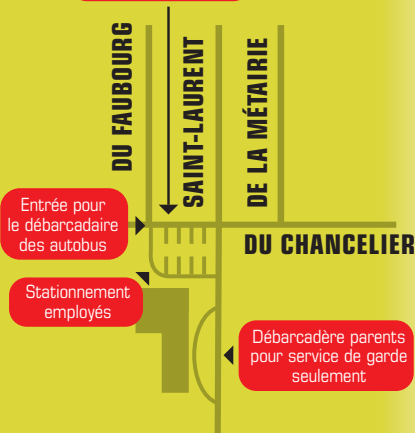 DU FAUBOURG
SAINT-LAURENT
DE LA MÉTAIRIE
Entrée pour
le débarcadaire
des autobus
DU CHANCELIER
Stationnement
employés
Débarcadère parents
pour service de garde
seulement